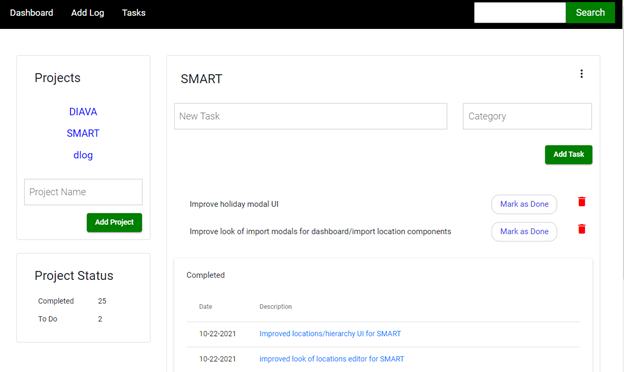 Dashboard Add Log Tasks Search
Projects
DIAVA
SMART
dlog
Project Name
Add Project
Project Status
Completed 25
To Do 2
SMART
New Task Category
Add Task
Improve holiday modal UI Mark as Done
Improve look of import modals for dashboard/import location components Mark as Done
Completed
Date Description
10-22-2021 Improved locations/hierarchy UI for SMART
10-22-2021 improved look of locations editor for SMART